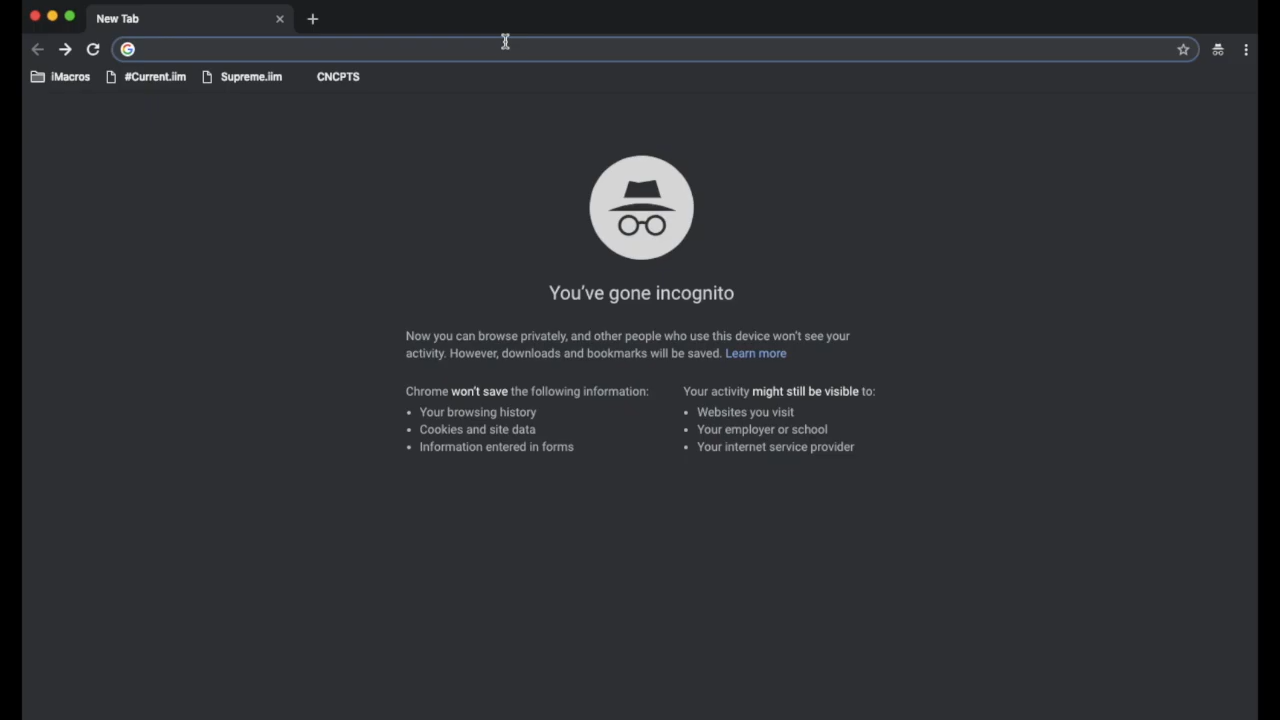 New Tab
iMacros #Current.iim Supreme.iim CNCPTS
You've gone incognito
Now you can browse privately, and other people who use this device won't see your
activity. However, downloads and bookmarks will be saved. Learn more
Chrome won't save the following information:
• Your browsing history
• Cookies and site data
• Information entered in forms
Your activity might still be visible to:
• Websites you visit
• Your employer or school
• Your internet service provider